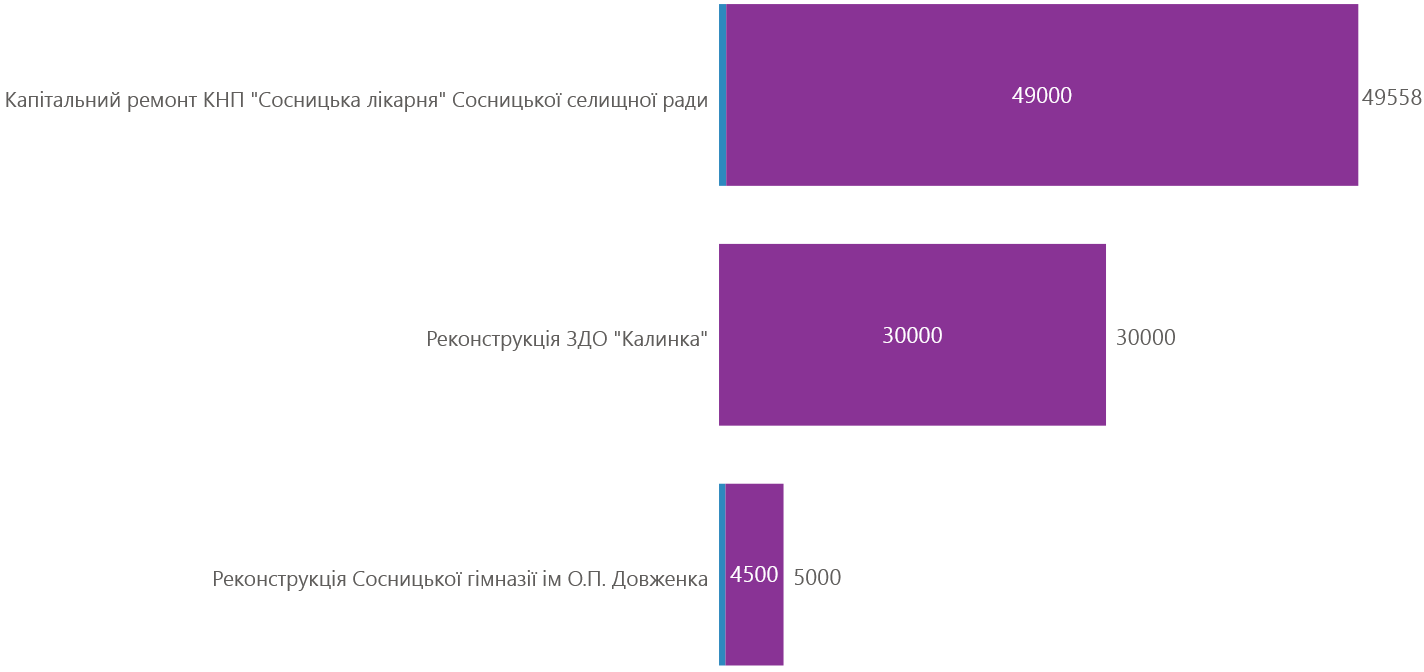 Капітальний ремонт КНП "Сосницька лікарня" Сосницької селищної ради 49000 49558
Реконструкція ЗДО "Калинка" 30000 30000
Реконструкція Сосницької гімназії ім О.П. Довженка 4500 5000